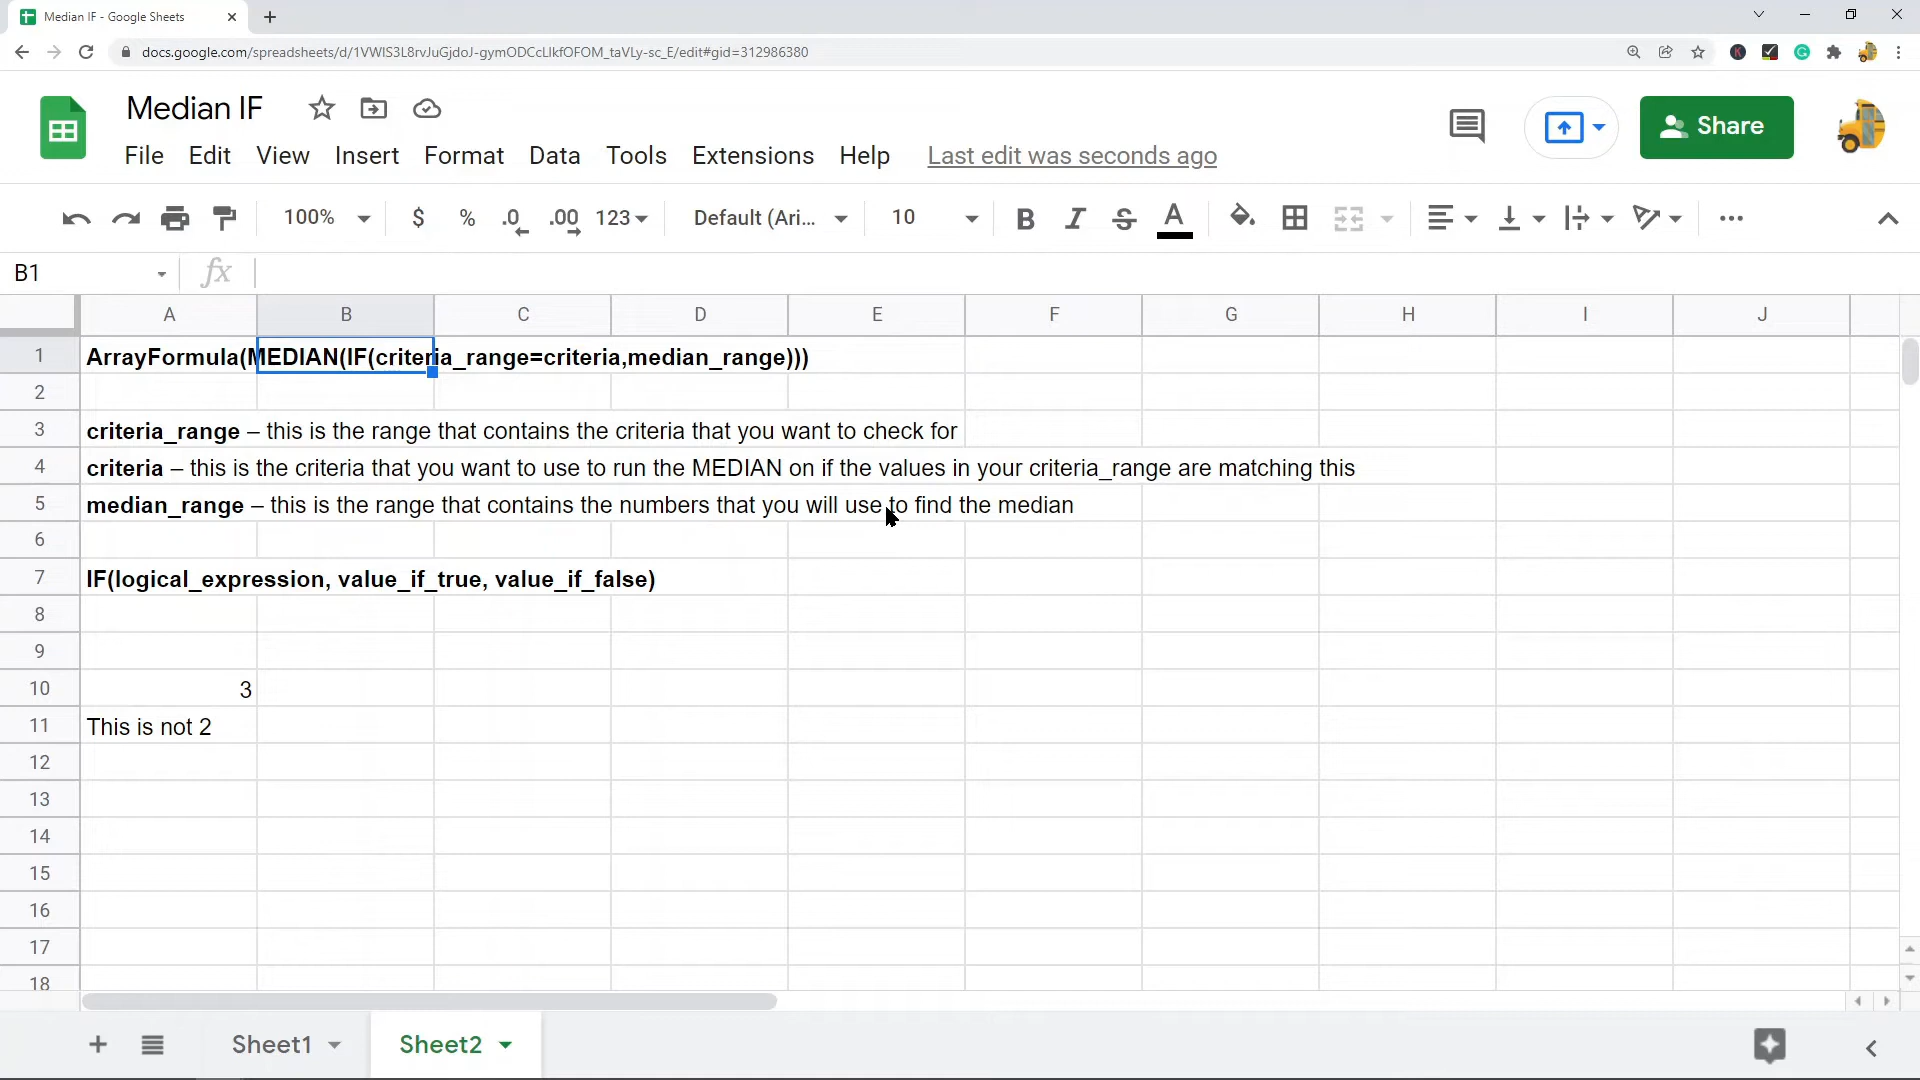 Median IF - Google Sheets
docs.google.com/spreadsheets/d/1VWIS3L8rvJuGjdoJ-gymODCcLIkfOFOM_taVLy-sc_E/edit#gid=312986380
Median IF
Share
File Edit View Insert Format Data Tools Extensions Help Last edit was seconds ago
100% $ % .0 .00 123 Default (Ari... 10 B I S A
B1 fx
A B C D E F G H I J
1 ArrayFormula(MEDIAN(IF(criteria_range=criteria,median_range)))
2
3 criteria_range – this is the range that contains the criteria that you want to check for
4 criteria – this is the criteria that you want to use to run the MEDIAN on if the values in your criteria_range are matching this
5 median_range – this is the range that contains the numbers that you will use to find the median
6
7 IF(logical_expression, value_if_true, value_if_false)
8
9
10 3
11 This is not 2
12
13
14
15
16
17
18
Sheet1 Sheet2